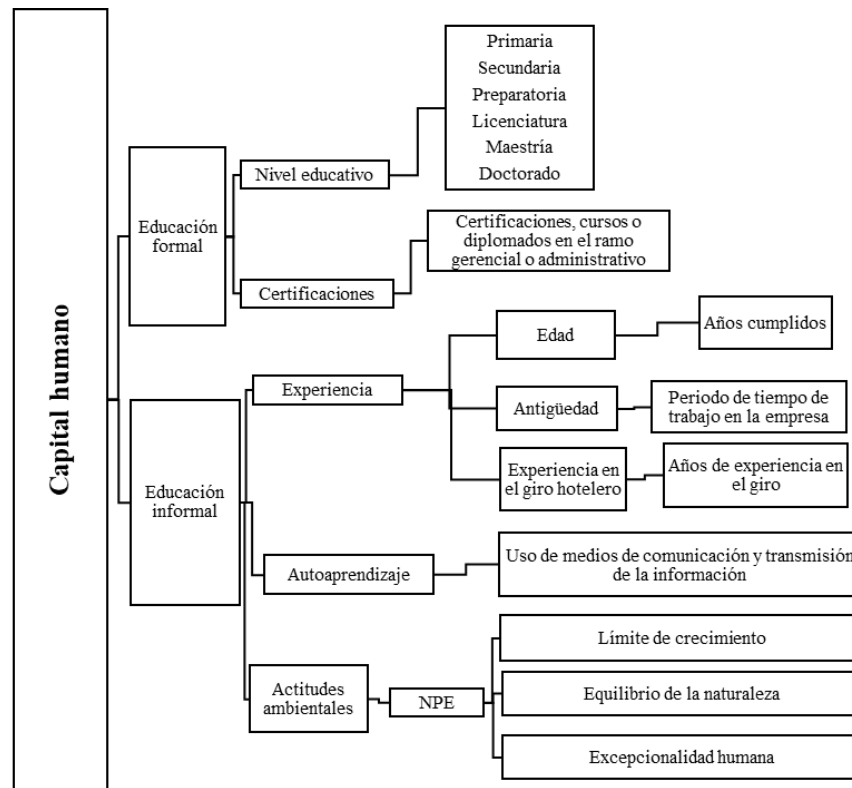 Capital humano
Educación
formal
Nivel educativo
Primaria
Secundaria
Preparatoria
Licenciatura
Maestría
Doctorado
Certificaciones
Certificaciones, cursos o
diplomados en el ramo
gerencial o administrativo
Educación
informal
Experiencia
Edad
Años cumplidos
Antigüedad
Periodo de tiempo de
trabajo en la empresa
Experiencia en
el giro hotelero
Años de experiencia en
el giro
Autoaprendizaje
Uso de medios de comunicación y transmisión
de la información
Actitudes
ambientales
NPE
Límite de crecimiento
Equilibrio de la naturaleza
Excepcionalidad humana